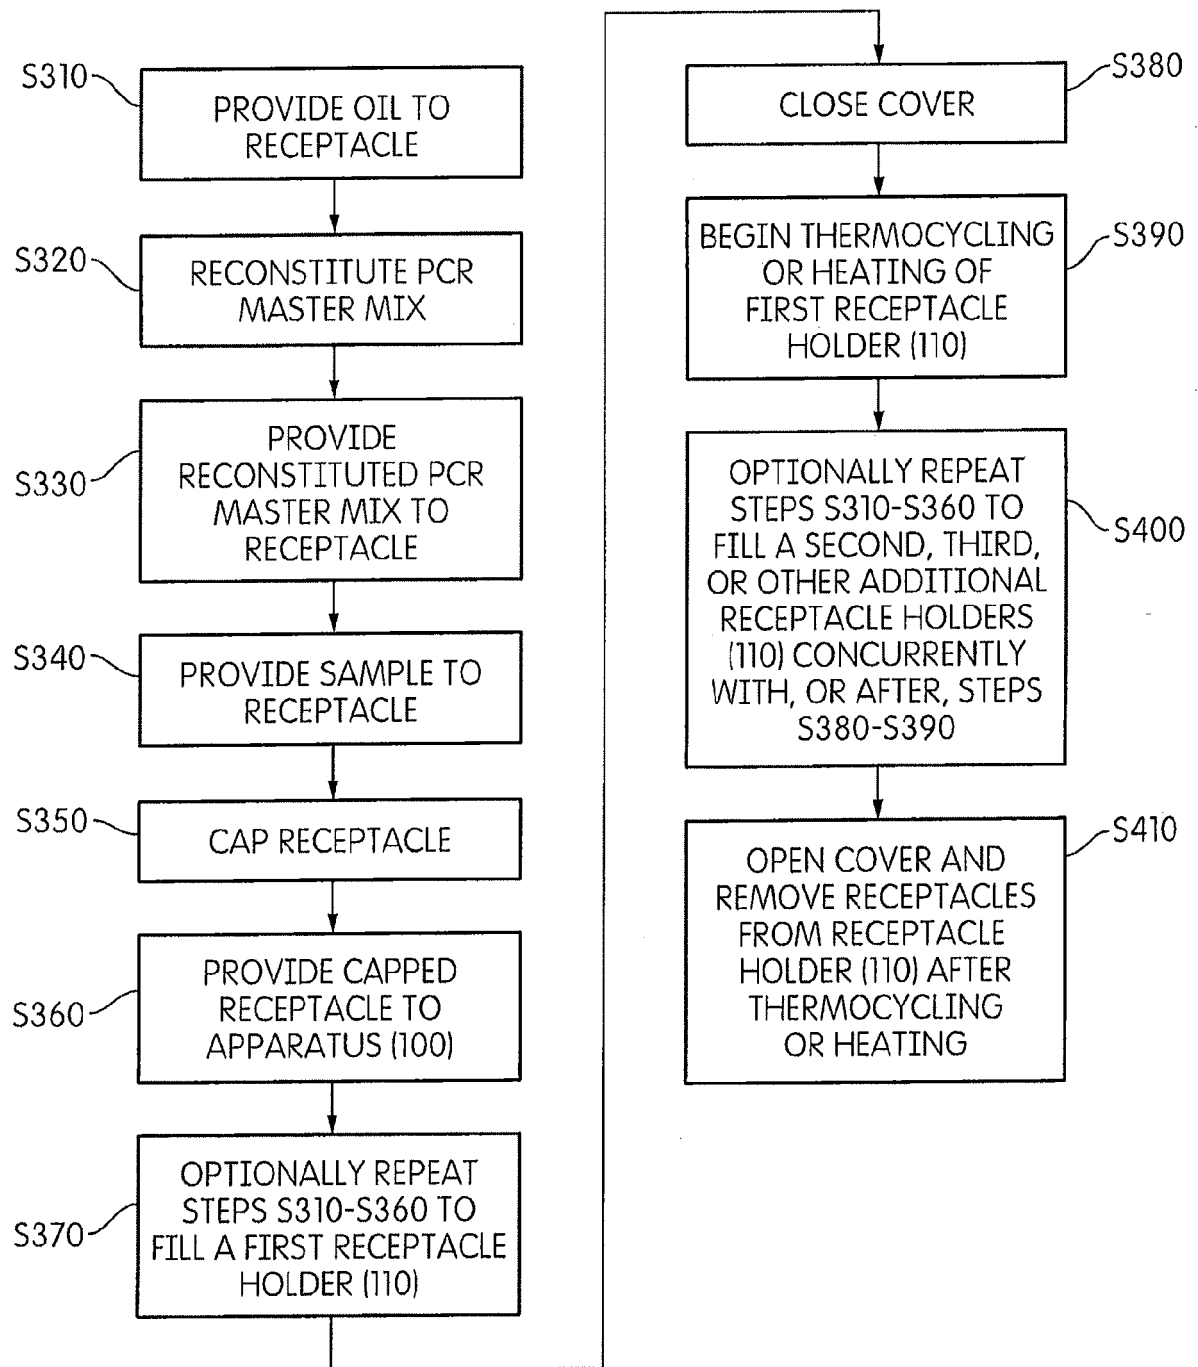 S310
PROVIDE OIL TO
RECEPTACLE
S320
RECONSTITUTE PCR
MASTER MIX
S330
PROVIDE
RECONSTITUTED PCR
MASTER MIX TO
RECEPTACLE
S340
PROVIDE SAMPLE TO
RECEPTACLE
S350
CAP RECEPTACLE
S360
PROVIDE CAPPED
RECEPTACLE TO
APPARATUS (100)
S370
OPTIONALLY REPEAT
STEPS S310-S360 TO
FILL A FIRST RECEPTACLE
HOLDER (110)
S380
CLOSE COVER
S390
BEGIN THERMOCYCLING
OR HEATING OF
FIRST RECEPTACLE
HOLDER (110)
S400
OPTIONALLY REPEAT
STEPS S310-S360 TO
FILL A SECOND, THIRD,
OR OTHER ADDITIONAL
RECEPTACLE HOLDERS
(110) CONCURRENTLY
WITH, OR AFTER, STEPS
S380-S390
S410
OPEN COVER AND
REMOVE RECEPTACLES
FROM RECEPTACLE
HOLDER (110) AFTER
THERMOCYCLING
OR HEATING